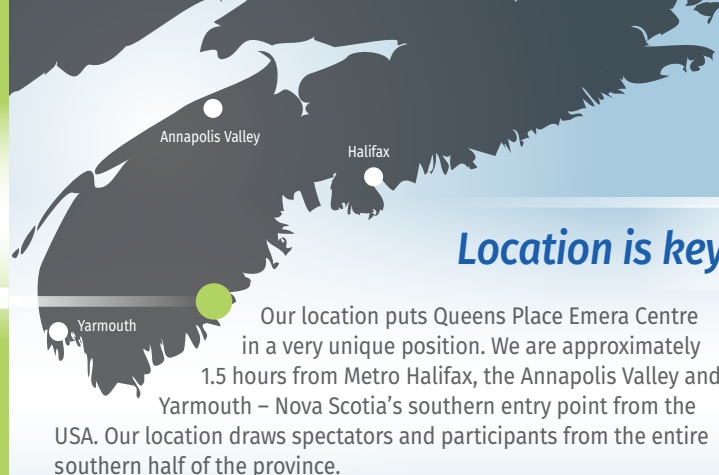 Annapolis Valley
Halifax
Location is key
Yarmouth
Our location puts Queens Place Emera Centre
in a very unique position. We are approximately
1.5 hours from Metro Halifax, the Annapolis Valley and
Yarmouth – Nova Scotia’s southern entry point from the
USA. Our location draws spectators and participants from the entire
southern half of the province.